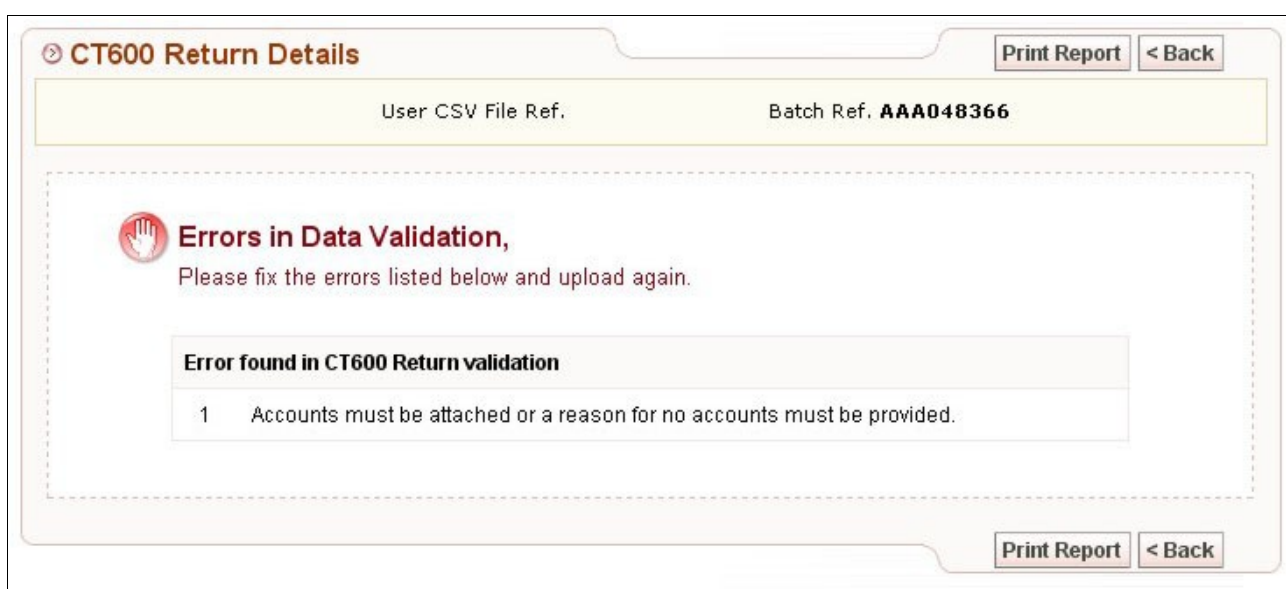 CT600 Return Details
Print Report < Back
User CSV File Ref. Batch Ref. AAA048366
Errors in Data Validation,
Please fix the errors listed below and upload again.
Error found in CT600 Return validation
1 Accounts must be attached or a reason for no accounts must be provided.
Print Report < Back